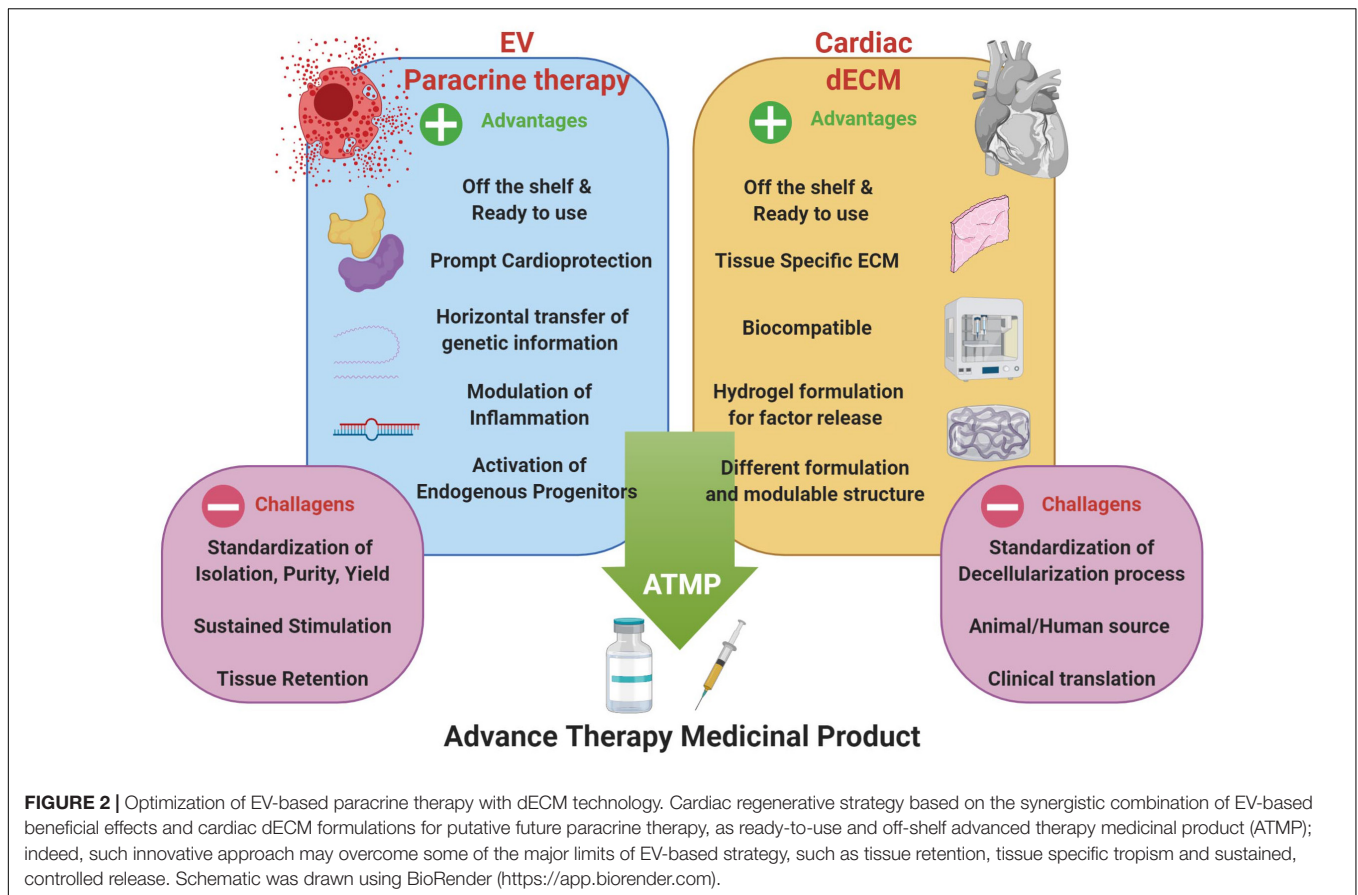 EV
Paracrine therapy
Advantages
Off the shelf &
Ready to use
Prompt Cardioprotection
Horizontal transfer of
genetic information
Modulation of
Inflammation
Activation of
Endogenous Progenitors
Challagens
Standardization of
Isolation, Purity, Yield
Sustained Stimulation
Tissue Retention
Cardiac
dECM
Advantages
Off the shelf &
Ready to use
Tissue Specific ECM
Biocompatible
Hydrogel formulation
for factor release
Different formulation
and modulable structure
Challagens
Standardization of
Decellularization process
Animal/Human source
Clinical translation
ATMP
Advance Therapy Medicinal Product
FIGURE 2 | Optimization of EV-based paracrine therapy with dECM technology. Cardiac regenerative strategy based on the synergistic combination of EV-based
beneficial effects and cardiac dECM formulations for putative future paracrine therapy, as ready-to-use and off-shelf advanced therapy medicinal product (ATMP);
indeed, such innovative approach may overcome some of the major limits of EV-based strategy, such as tissue retention, tissue specific tropism and sustained,
controlled release. Schematic was drawn using BioRender (https://app.biorender.com).